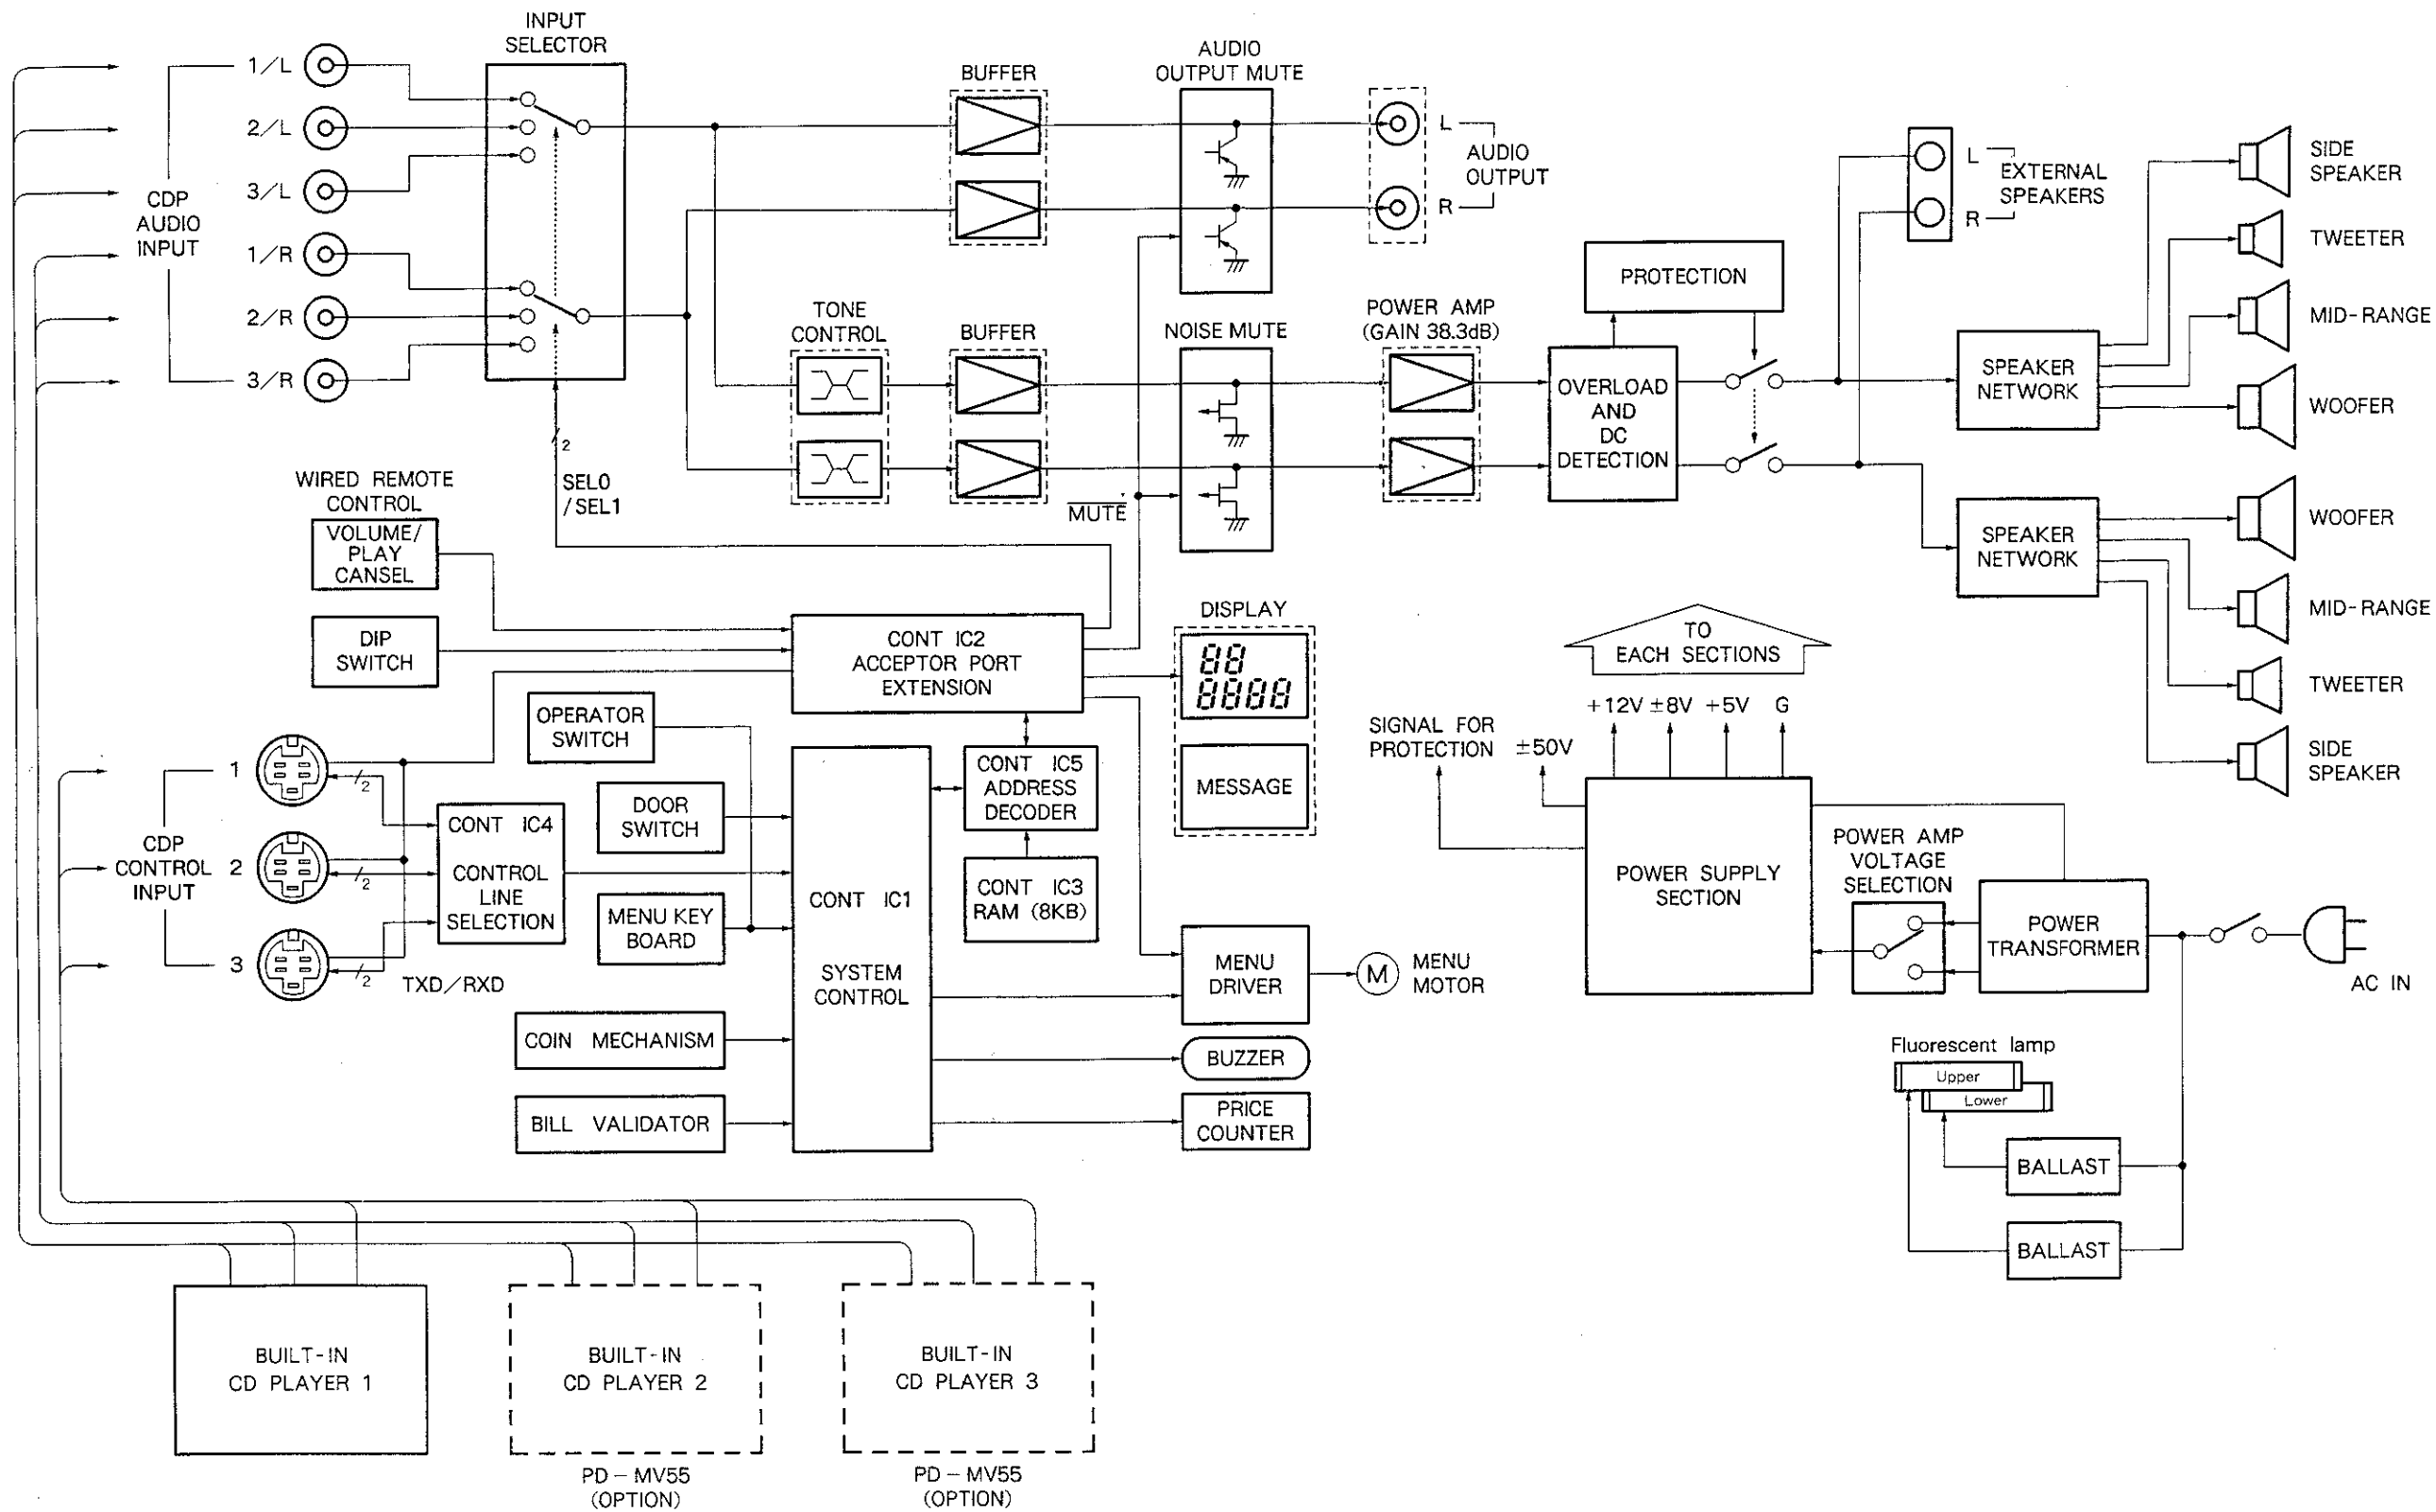 INPUT
SELECTOR
1/L
2/L
3/L
CDP
AUDIO
INPUT
1/R
2/R
3/R
2
SEL0
/SEL1
BUFFER
AUDIO
OUTPUT MUTE
L
AUDIO
OUTPUT
R
TONE
CONTROL
BUFFER
NOISE MUTE
MUTE
POWER AMP
(GAIN 38.3dB)
PROTECTION
OVERLOAD
AND
DC
DETECTION
L
EXTERNAL
SPEAKERS
R
SPEAKER
NETWORK
SIDE
SPEAKER
TWEETER
MID-RANGE
WOOFER
SPEAKER
NETWORK
WOOFER
MID-RANGE
TWEETER
SIDE
SPEAKER
WIRED REMOTE
CONTROL
VOLUME/
PLAY
CANSEL
DIP
SWITCH
CONT IC2
ACCEPTOR PORT
EXTENSION
DISPLAY
88
8888
MESSAGE
OPERATOR
SWITCH
DOOR
SWITCH
MENU KEY
BOARD
CONT IC5
ADDRESS
DECODER
CONT IC3
RAM (8KB)
CONT IC1
SYSTEM
CONTROL
CDP
CONTROL
INPUT
1
2
3
2
2
2
TXD/RXD
CONT IC4
CONTROL
LINE
SELECTION
COIN MECHANISM
BILL VALIDATOR
MENU
DRIVER
M
MENU
MOTOR
BUZZER
PRICE
COUNTER
TO
EACH SECTIONS
+12V ±8V +5V G
SIGNAL FOR
PROTECTION
±50V
POWER SUPPLY
SECTION
POWER AMP
VOLTAGE
SELECTION
POWER
TRANSFORMER
AC IN
Fluorescent lamp
Upper
Lower
BALLAST
BALLAST
BUILT-IN
CD PLAYER 1
BUILT-IN
CD PLAYER 2
BUILT-IN
CD PLAYER 3
PD-MV55
(OPTION)
PD-MV55
(OPTION)